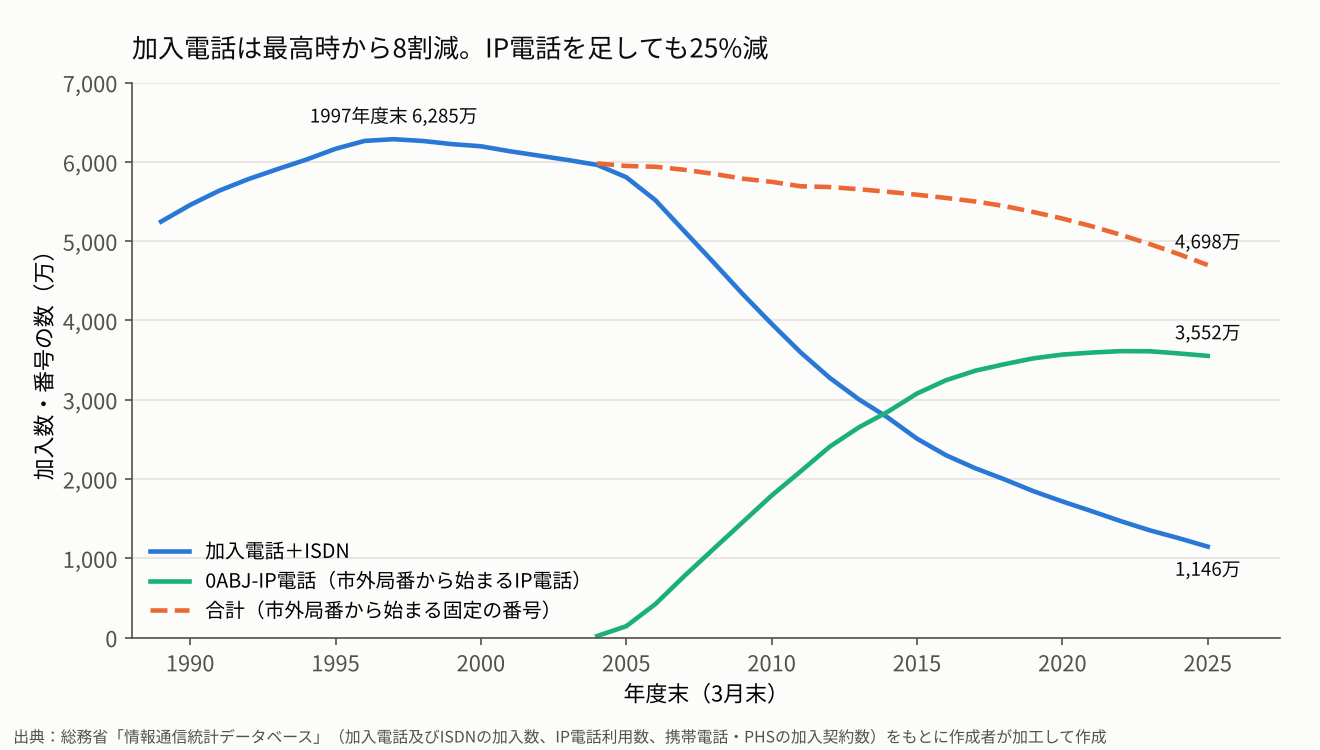 加入電話は最高時から8割減。IP電話を足しても25%減
7,000
6,000
5,000
4,000
3,000
2,000
1,000
0
加入数・番号の数（万）
1997年度末 6,285万
4,698万
3,552万
1,146万
加入電話＋ISDN
0ABJ-IP電話（市外局番から始まるIP電話）
合計（市外局番から始まる固定の番号）
1990
1995
2000
2005
2010
2015
2020
2025
年度末（3月末）
出典：総務省「情報通信統計データベース」（加入電話及びISDNの加入数、IP電話利用数、携帯電話・PHSの加入契約数）をもとに作成者が加工して作成